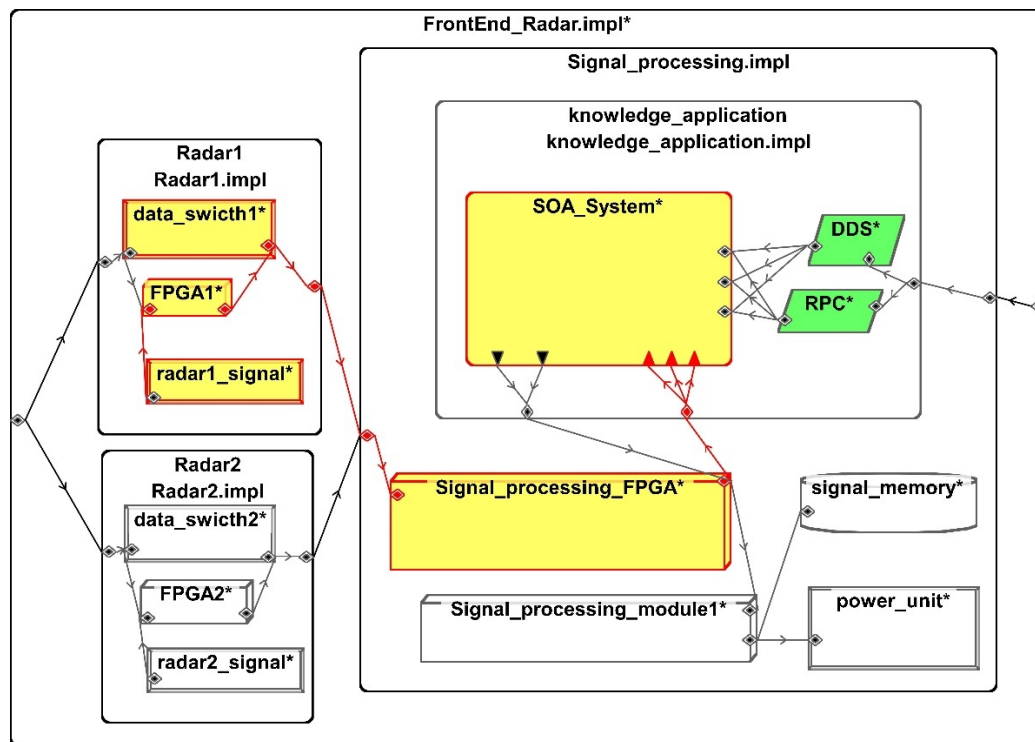 FrontEnd_Radar.impl*
Signal_processing.impl
knowledge_application
knowledge_application.impl
Radar1
Radar1.impl
data_swicth1*
SOA_System*
DDS*
FPGA1*
RPC*
radar1_signal*
Radar2
Radar2.impl
data_swicth2*
Signal_processing_FPGA*
signal_memory*
FPGA2*
Signal_processing_module1*
power_unit*
radar2_signal*